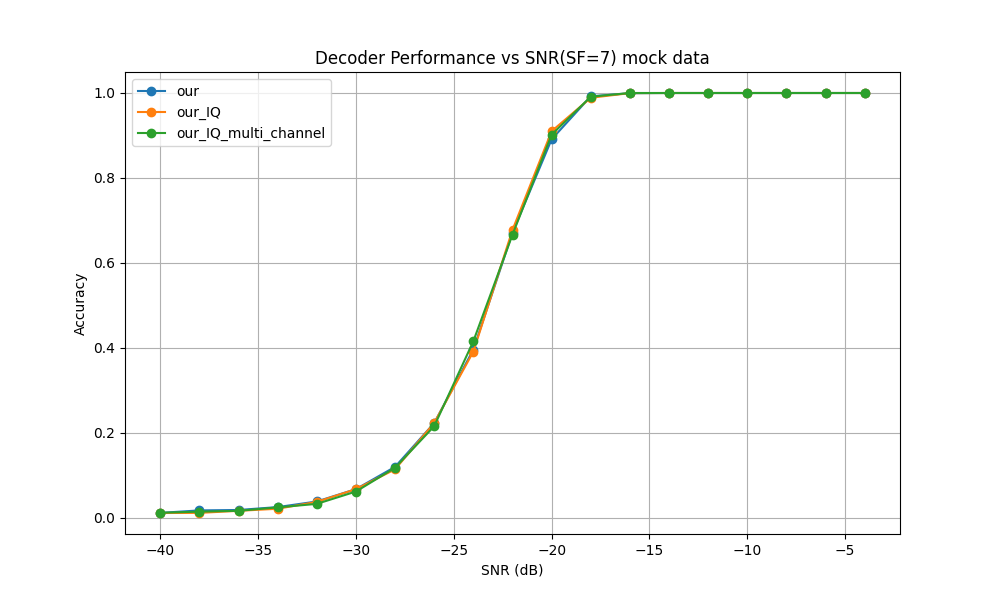 Decoder Performance vs SNR(SF=7) mock data
our
our_IQ
our_IQ_multi_channel
1.0
0.8
0.6
0.4
0.2
0.0
Accuracy
−40 −35 −30 −25 −20 −15 −10 −5
SNR (dB)